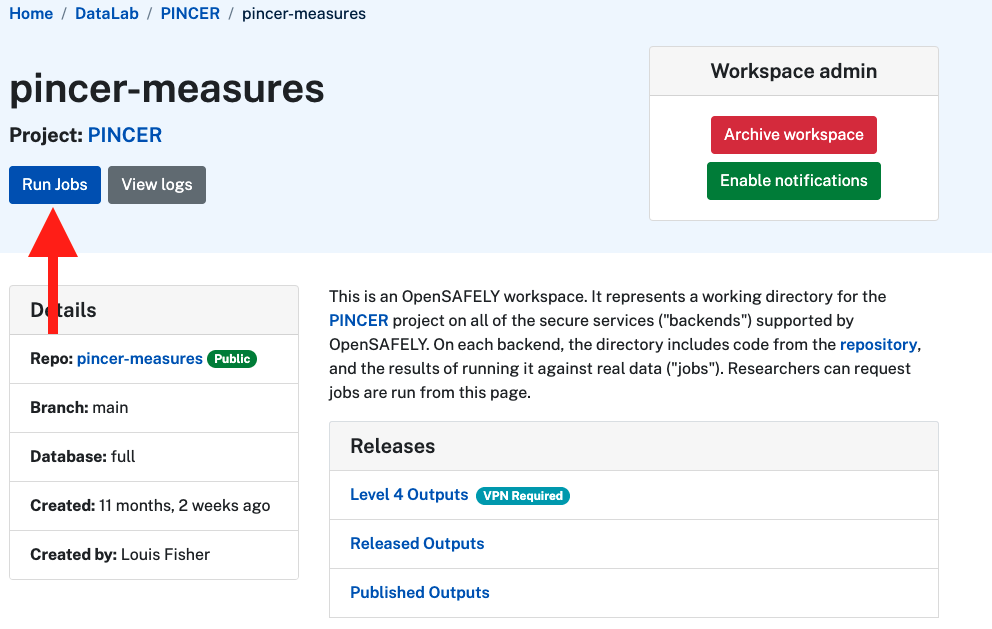 Home / DataLab / PINCER / pincer-measures
pincer-measures
Project: PINCER
Run Jobs
View logs
Workspace admin
Archive workspace
Enable notifications
Details
Repo: pincer-measures Public
Branch: main
Database: full
Created: 11 months, 2 weeks ago
Created by: Louis Fisher
This is an OpenSAFELY workspace. It represents a working directory for the
PINCER project on all of the secure services ("backends") supported by
OpenSAFELY. On each backend, the directory includes code from the repository,
and the results of running it against real data ("jobs"). Researchers can request
jobs are run from this page.
Releases
Level 4 Outputs VPN Required
Released Outputs
Published Outputs